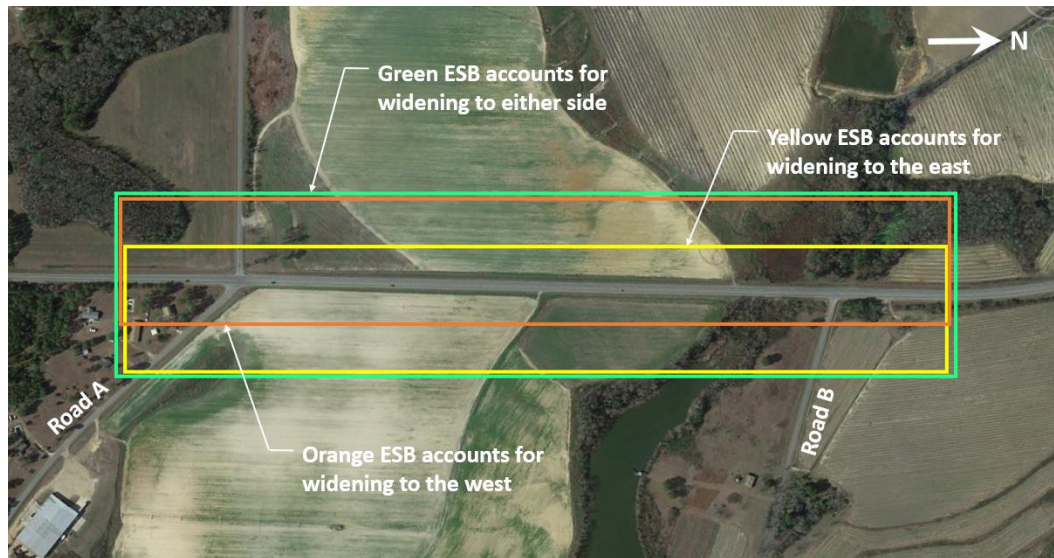 N
Green ESB accounts for
widening to either side
Yellow ESB accounts for
widening to the east
Road A
Road B
Orange ESB accounts for
widening to the west